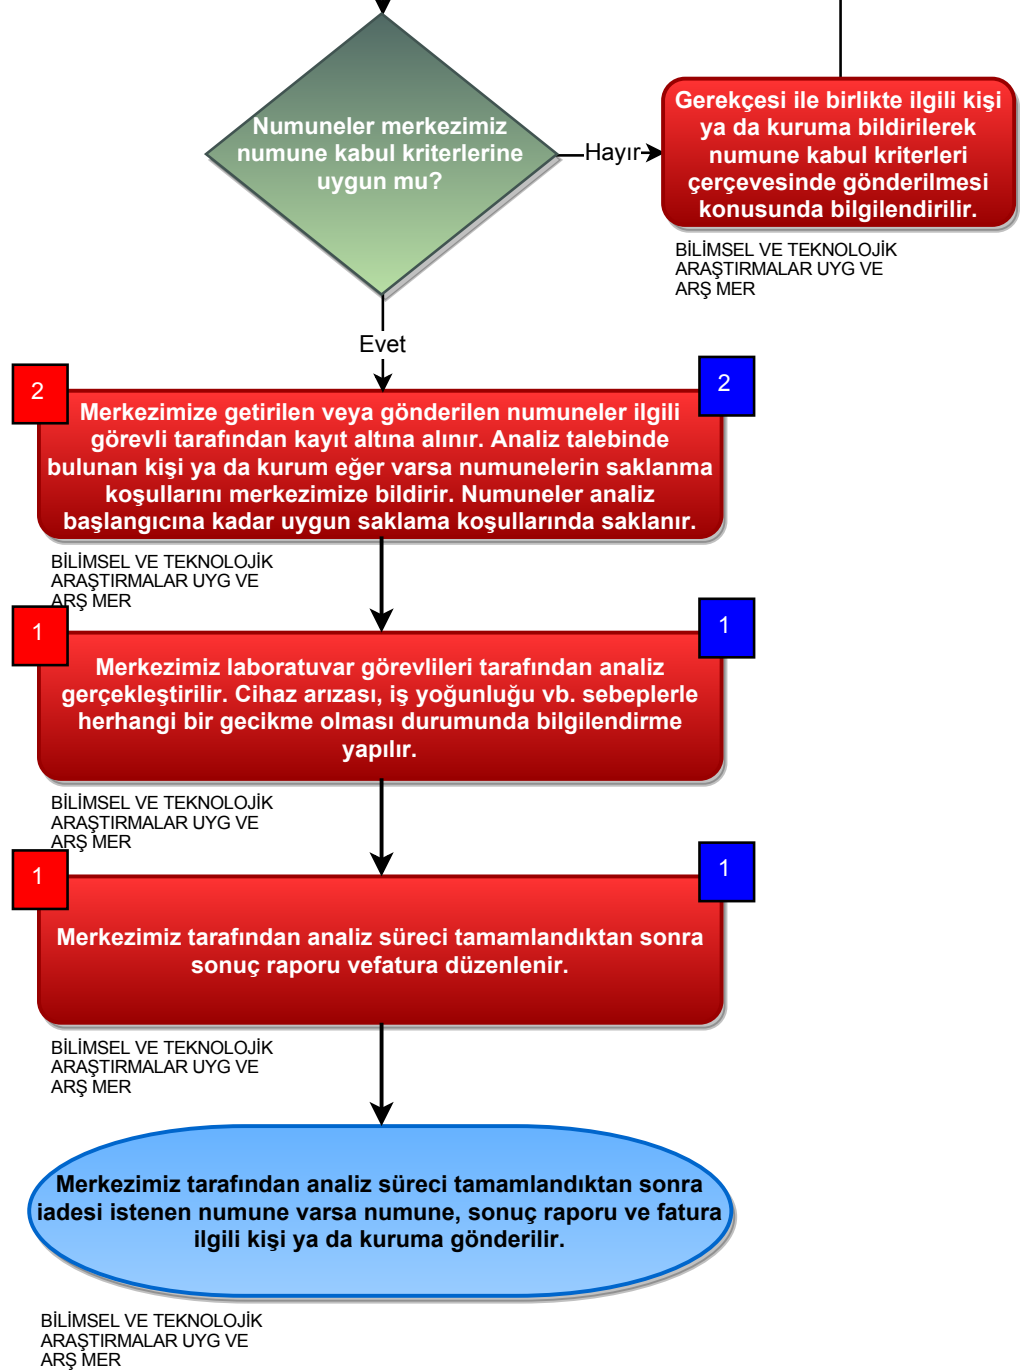 Numuneler merkezimiz
numune kabul kriterlerine
uygun mu?
Hayır
Gerekçesi ile birlikte ilgili kişi
ya da kuruma bildirilerek
numune kabul kriterleri
çerçevesinde gönderilmesi
konusunda bilgilendirilir.
BİLİMSEL VE TEKNOLOJİK
ARAŞTIRMALAR UYG VE
ARŞ MER
Evet
2
2
Merkezimize getirilen veya gönderilen numuneler ilgili
görevli tarafından kayıt altına alınır. Analiz talebinde
bulunan kişi ya da kurum eğer varsa numunelerin saklanma
koşullarını merkezimize bildirir. Numuneler analiz
başlangıcına kadar uygun saklama koşullarında saklanır.
BİLİMSEL VE TEKNOLOJİK
ARAŞTIRMALAR UYG VE
ARŞ MER
1
1
Merkezimiz laboratuvar görevlileri tarafından analiz
gerçekleştirilir. Cihaz arızası, iş yoğunluğu vb. sebeplerle
herhangi bir gecikme olması durumunda bilgilendirme
yapılır.
BİLİMSEL VE TEKNOLOJİK
ARAŞTIRMALAR UYG VE
ARŞ MER
1
1
Merkezimiz tarafından analiz süreci tamamlandıktan sonra
sonuç raporu vefatura düzenlenir.
BİLİMSEL VE TEKNOLOJİK
ARAŞTIRMALAR UYG VE
ARŞ MER
Merkezimiz tarafından analiz süreci tamamlandıktan sonra
iadesi istenen numune varsa numune, sonuç raporu ve fatura
ilgili kişi ya da kuruma gönderilir.
BİLİMSEL VE TEKNOLOJİK
ARAŞTIRMALAR UYG VE
ARŞ MER